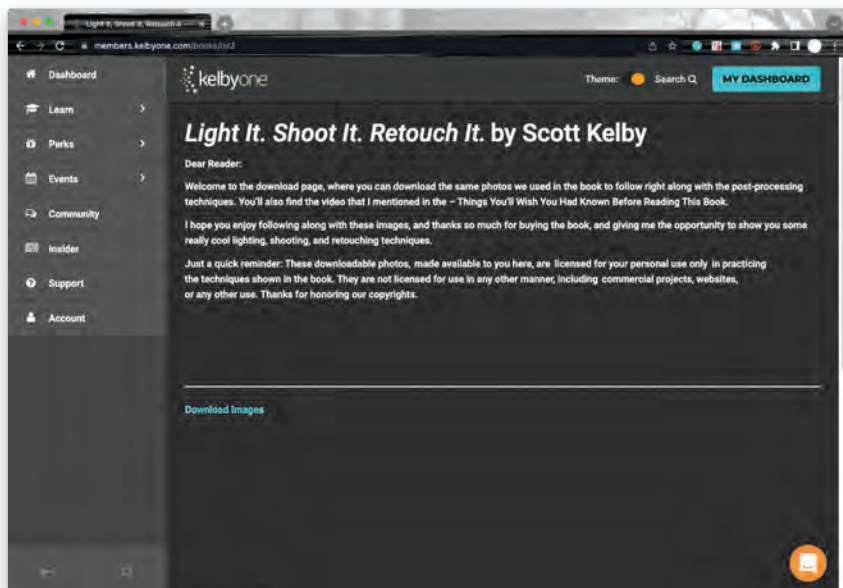 Light It, Shoot It, Retouch It
members.kelbyone.com/books/lisr2
Dashboard
Learn
Perks
Events
Community
Insider
Support
Account
kelbyone
Theme:
Search
MY DASHBOARD
Light It. Shoot It. Retouch It. by Scott Kelby
Dear Reader:
Welcome to the download page, where you can download the same photos we used in the book to follow right along with the post-processing
techniques. You'll also find the video that I mentioned in the – Things You'll Wish You Had Known Before Reading This Book.
I hope you enjoy following along with these images, and thanks so much for buying the book, and giving me the opportunity to show you some
really cool lighting, shooting, and retouching techniques.
Just a quick reminder: These downloadable photos, made available to you here, are licensed for your personal use only in practicing
the techniques shown in the book. They are not licensed for use in any other manner, including commercial projects, websites,
or any other use. Thanks for honoring our copyrights.
Download Images